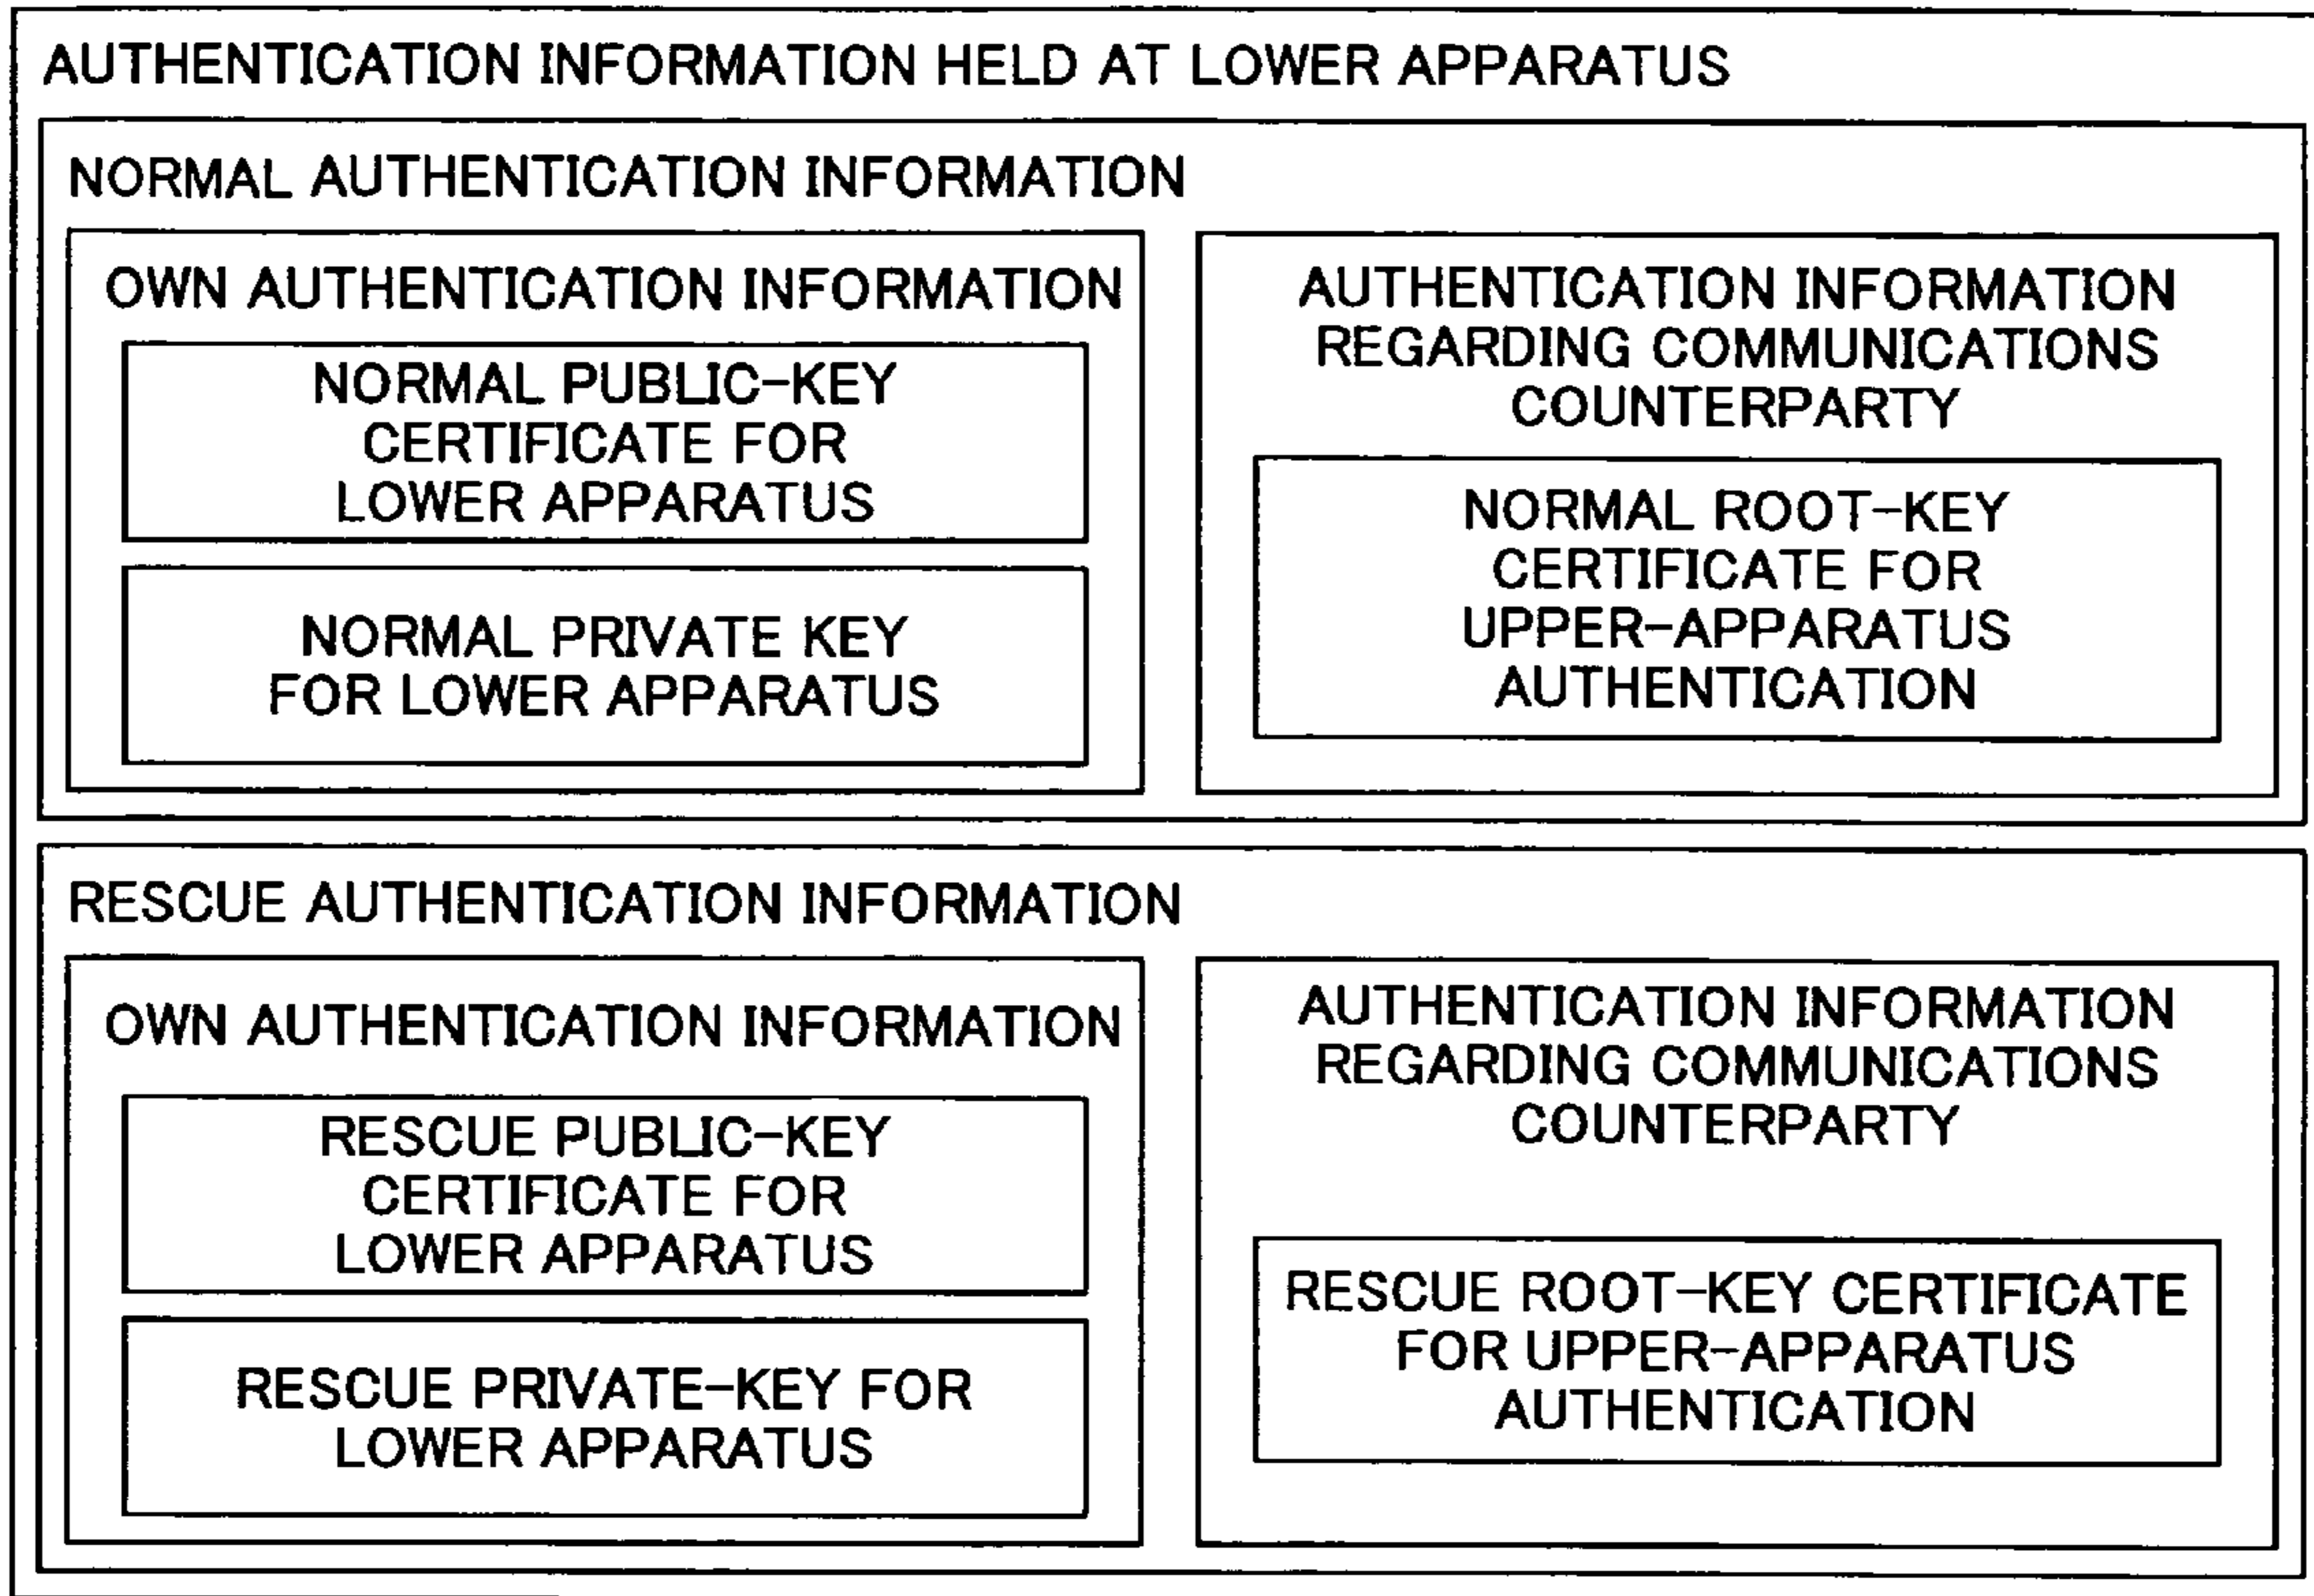 AUTHENTICATION INFORMATION HELD AT LOWER APPARATUS
NORMAL AUTHENTICATION INFORMATION
OWN AUTHENTICATION INFORMATION
NORMAL PUBLIC-KEY
CERTIFICATE FOR
LOWER APPARATUS
NORMAL PRIVATE KEY
FOR LOWER APPARATUS
AUTHENTICATION INFORMATION
REGARDING COMMUNICATIONS
COUNTERPARTY
NORMAL ROOT-KEY
CERTIFICATE FOR
UPPER-APPARATUS
AUTHENTICATION
RESCUE AUTHENTICATION INFORMATION
OWN AUTHENTICATION INFORMATION
RESCUE PUBLIC-KEY
CERTIFICATE FOR
LOWER APPARATUS
RESCUE PRIVATE-KEY FOR
LOWER APPARATUS
AUTHENTICATION INFORMATION
REGARDING COMMUNICATIONS
COUNTERPARTY
RESCUE ROOT-KEY CERTIFICATE
FOR UPPER-APPARATUS
AUTHENTICATION